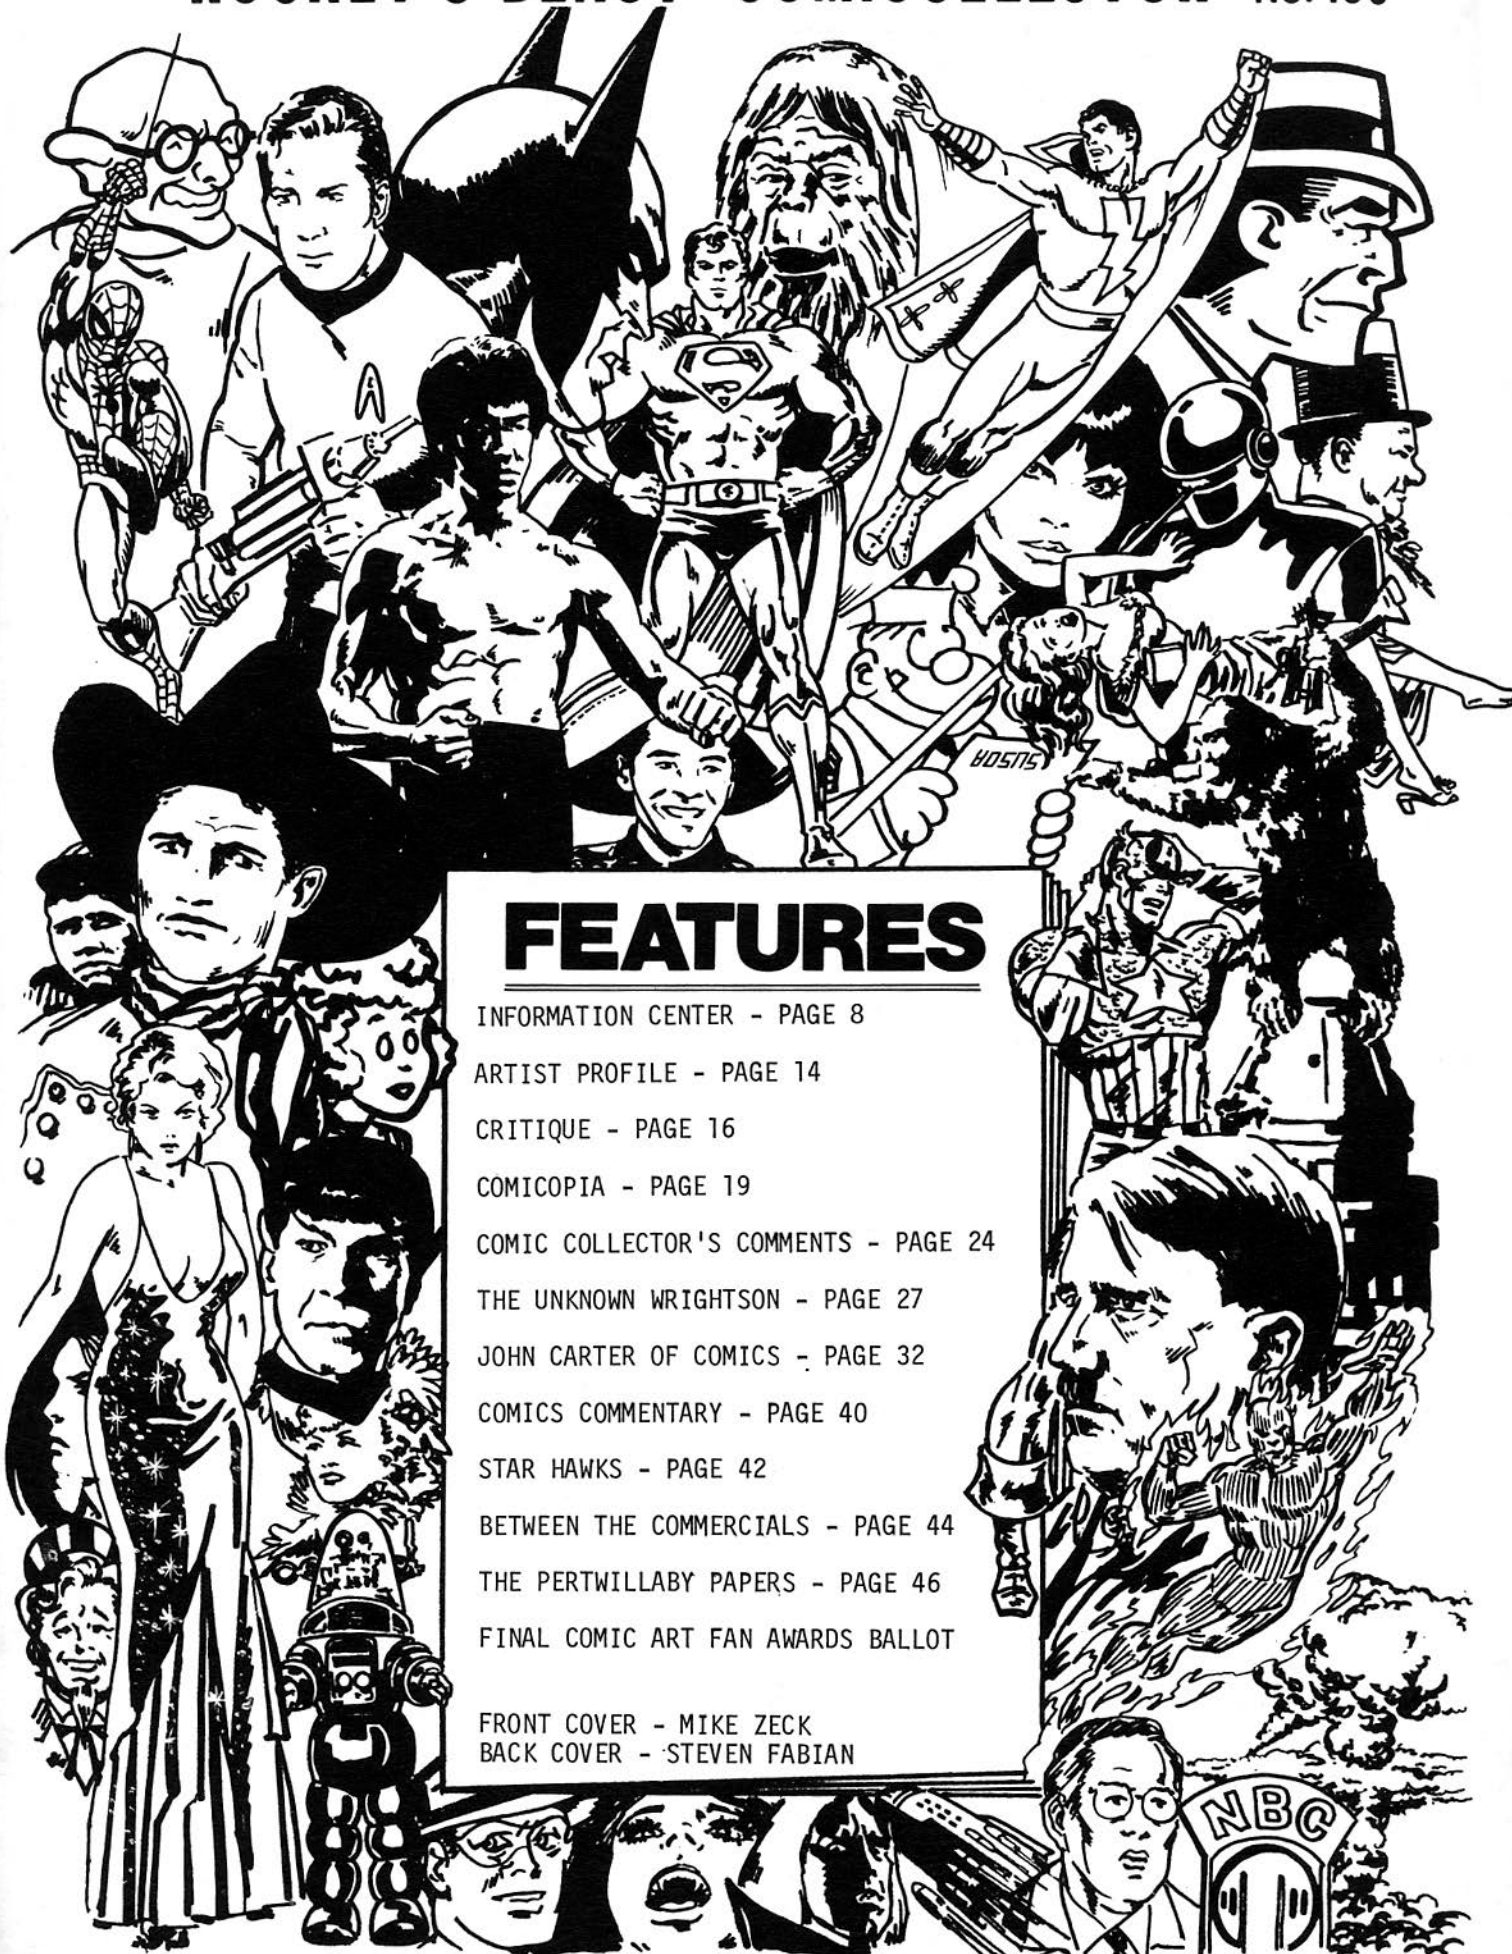 FEATURES
INFORMATION CENTER - PAGE 8
ARTIST PROFILE - PAGE 14
CRITIQUE - PAGE 16
COMICOPIA - PAGE 19
COMIC COLLECTOR'S COMMENTS - PAGE 24
THE UNKNOWN WRIGHTSON - PAGE 27
JOHN CARTER OF COMICS - PAGE 32
COMICS COMMENTARY - PAGE 40
STAR HAWKS - PAGE 42
BETWEEN THE COMMERCIALS - PAGE 44
THE PERTWILLABY PAPERS - PAGE 46
FINAL COMIC ART FAN AWARDS BALLOT
FRONT COVER - MIKE ZECK
BACK COVER - STEVEN FABIAN
NBC